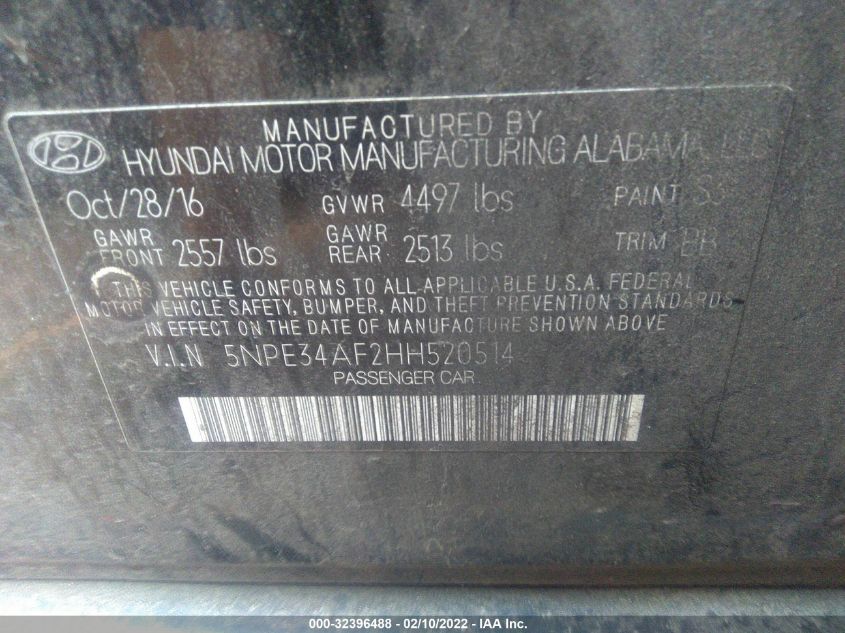 MANUFACTURED BY
HYUNDAI MOTOR MANUFACTURING ALABAMA, LLC
Oct/28/16 GVWR 4497 lbs PAINT
GAWR FRONT 2557 lbs GAWR REAR 2513 lbs TRIM
THIS VEHICLE CONFORMS TO ALL APPLICABLE U.S.A. FEDERAL
MOTOR VEHICLE SAFETY, BUMPER, AND THEFT PREVENTION STANDARDS
IN EFFECT ON THE DATE OF MANUFACTURE SHOWN ABOVE
V.I.N 5NPE34AF2HH520514
PASSENGER CAR
000-32396488 - 02/10/2022 - IAA Inc.